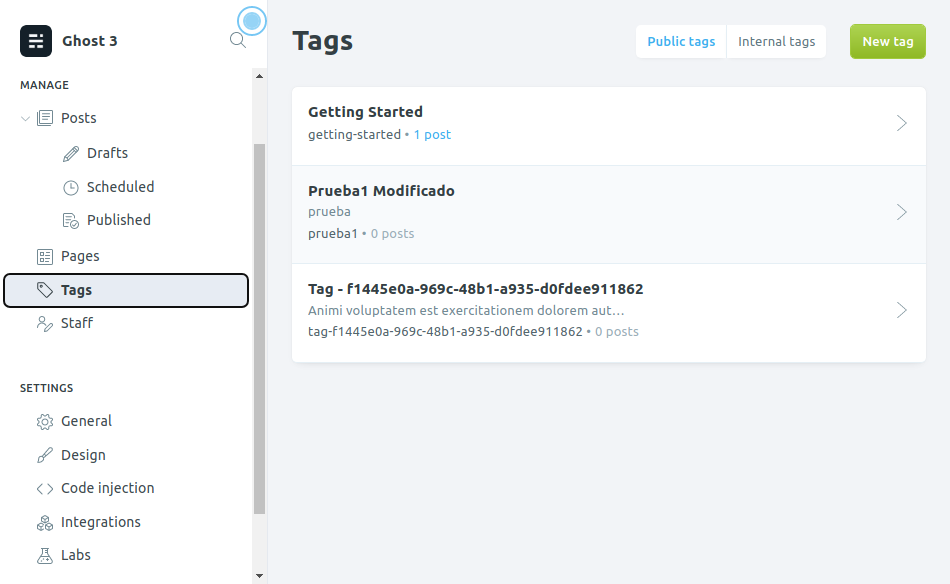 Ghost 3
MANAGE
Posts
Drafts
Scheduled
Published
Pages
Tags
Staff
SETTINGS
General
Design
Code injection
Integrations
Labs
Tags
Public tags
Internal tags
New tag
Getting Started
getting-started • 1 post
Prueba1 Modificado
prueba
prueba1 • 0 posts
Tag - f1445e0a-969c-48b1-a935-d0fdee911862
Animi voluptatem est exercitationem dolorem aut…
tag-f1445e0a-969c-48b1-a935-d0fdee911862 • 0 posts